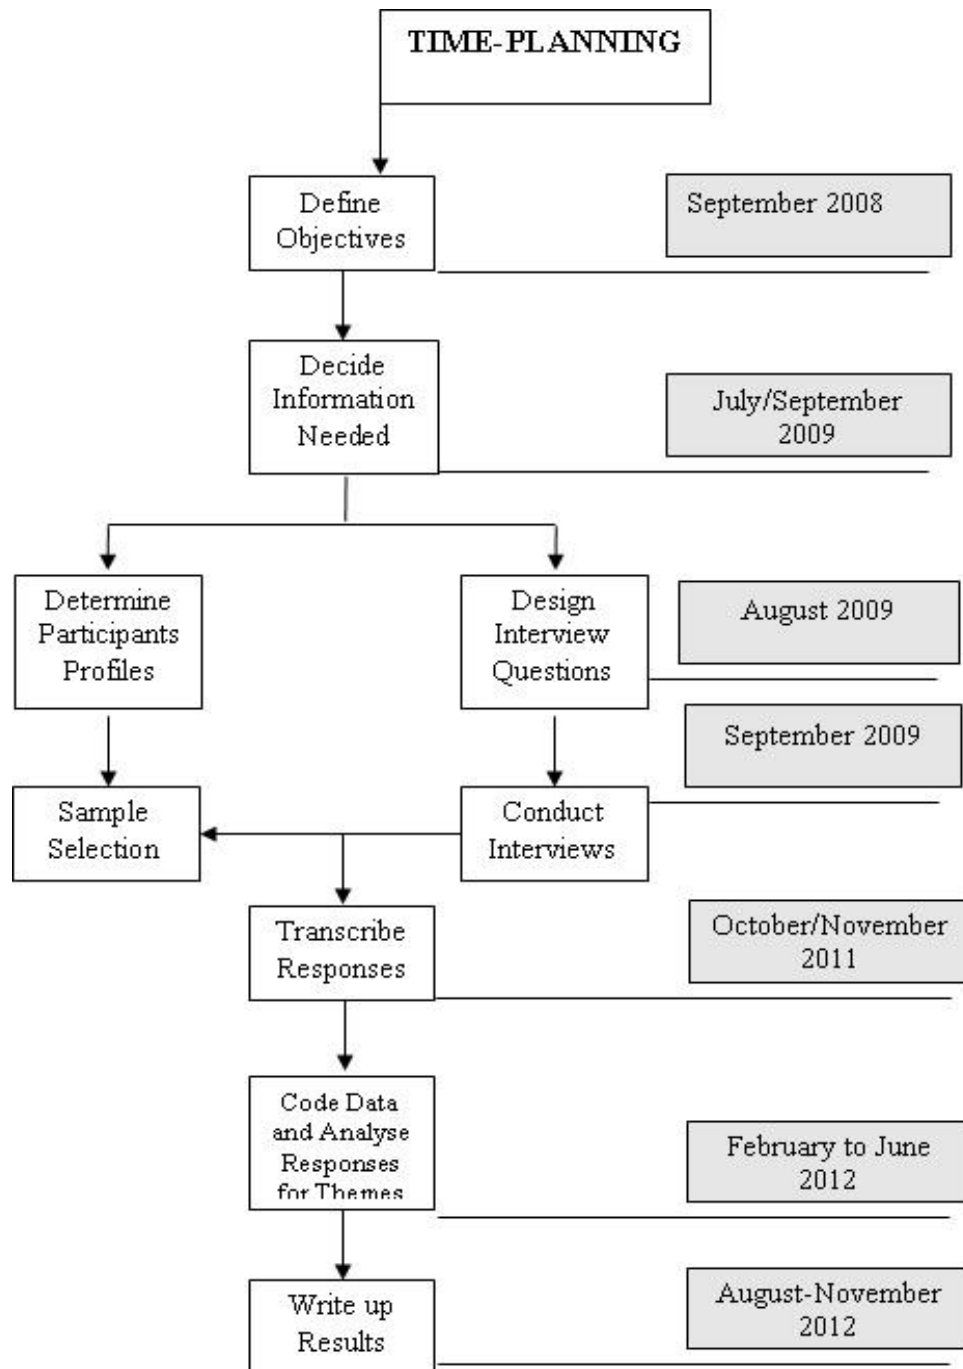 TIME-PLANNING
Define
Objectives
September 2008
Decide
Information
Needed
July/September
2009
Determine
Participants
Profiles
Design
Interview
Questions
August 2009
September 2009
Sample
Selection
Conduct
Interviews
Transcribe
Responses
October/November
2011
Code Data
and Analyse
Responses
for Themes
February to June
2012
Write up
Results
August-November
2012